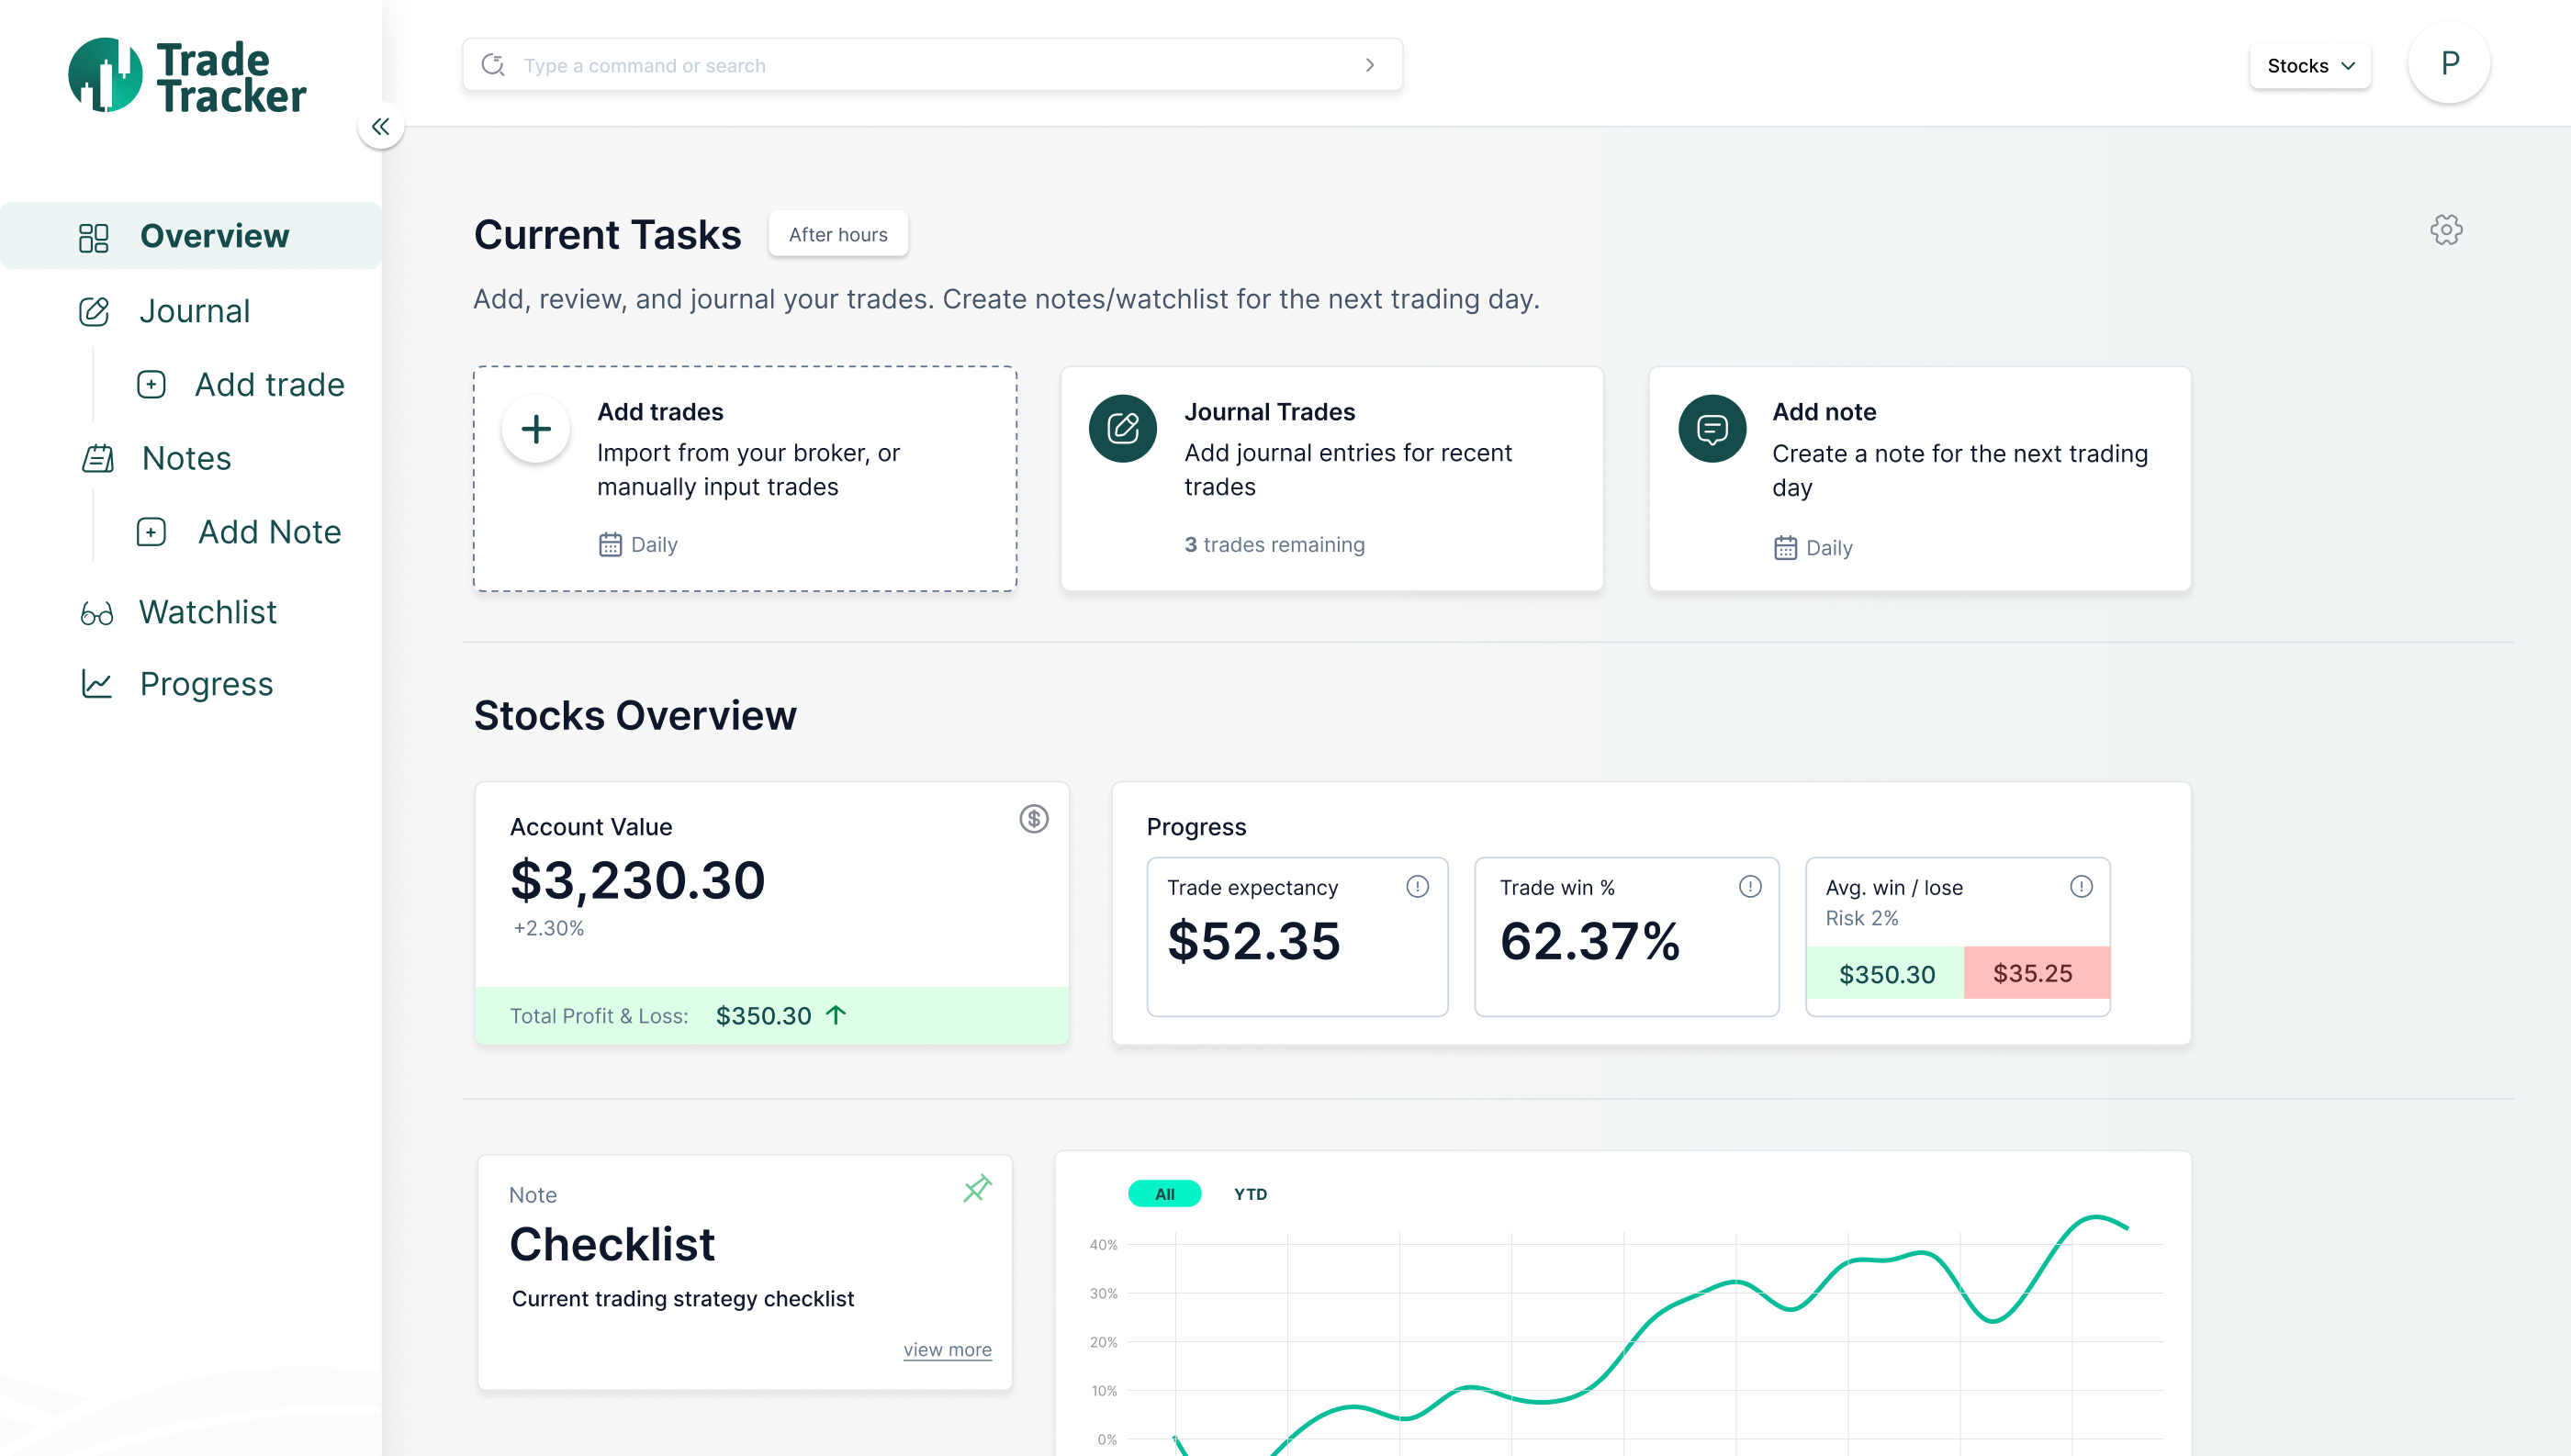 Trade
Tracker
Type a command or search
Stocks
P
Overview
Journal
Add trade
Notes
Add Note
Watchlist
Progress
Current Tasks
After hours
Add, review, and journal your trades. Create notes/watchlist for the next trading day.
Add trades
Import from your broker, or
manually input trades
Daily
Journal Trades
Add journal entries for recent
trades
3 trades remaining
Add note
Create a note for the next trading
day
Daily
Stocks Overview
Account Value
$3,230.30
+2.30%
Total Profit & Loss: $350.30
Progress
Trade expectancy
$52.35
Trade win %
62.37%
Avg. win / lose
Risk 2%
$350.30 $35.25
Note
Checklist
Current trading strategy checklist
view more
All YTD
40%
30%
20%
10%
0%